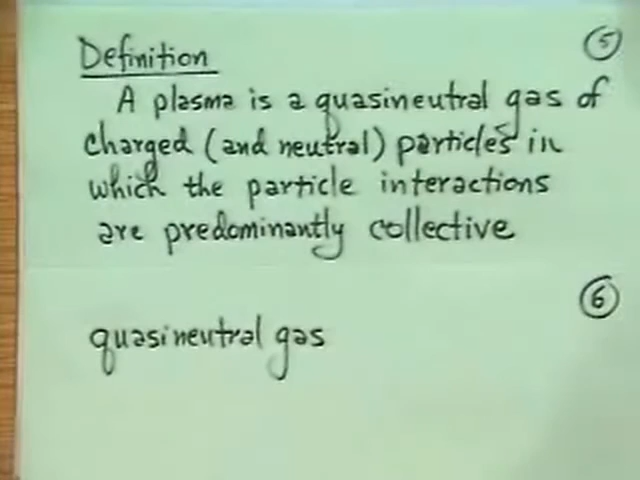 Definition
5
A plasma is a quasineutral gas of
charged (and neutral) particles in
which the particle interactions
are predominantly collective
6
quasineutral gas